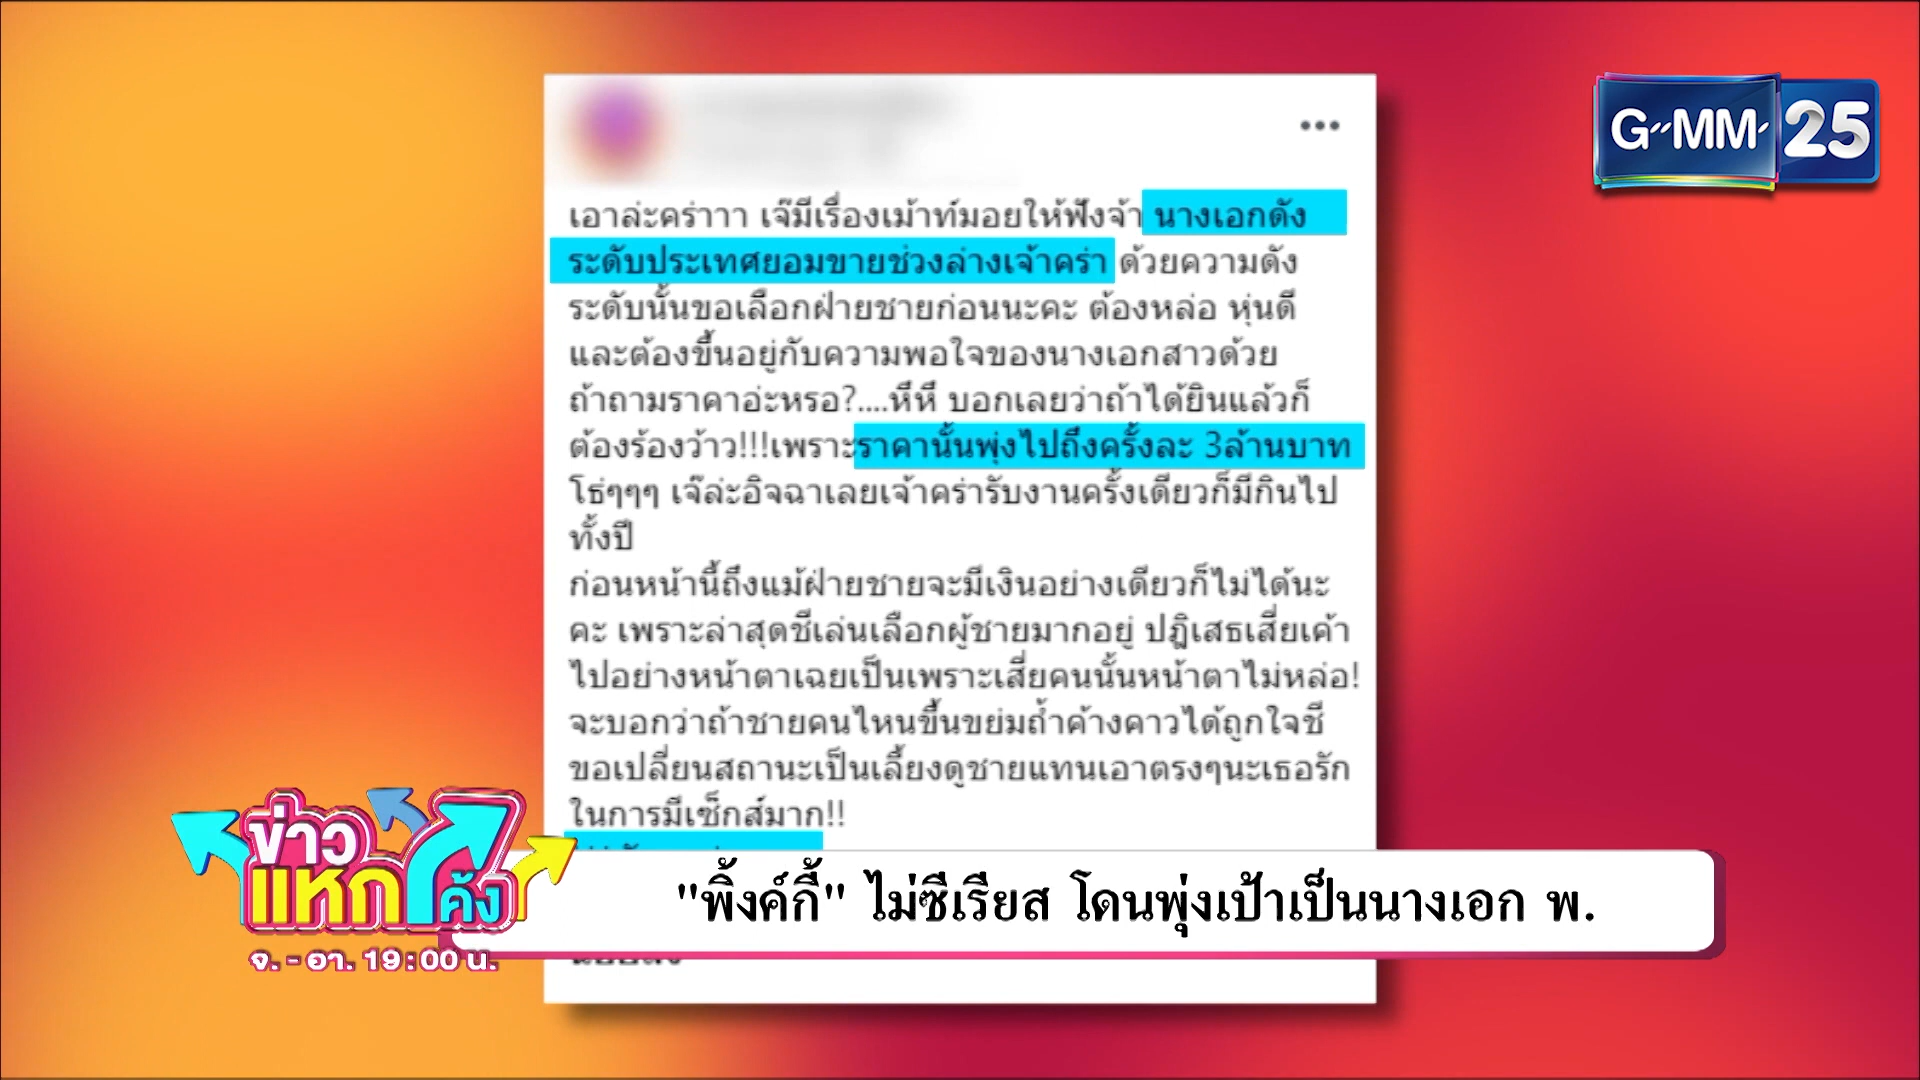 G"MM' 25
เอาล่ะคร่าาา เจ๊มีเรื่องเม้าท์มอยให้ฟังจ้า นางเอกดัง
ระดับประเทศยอมขายช่วงล่างเจ้าคร่า ด้วยความดัง
ระดับนั้นขอเลือกฝ่ายชายก่อนนะคะ ต้องหล่อ หุ่นดี
และต้องขึ้นอยู่กับความพอใจของนางเอกสาวด้วย
ถ้าถามราคาอ่ะหรอ?....หึหึ บอกเลยว่าถ้าได้ยินแล้วก็
ต้องร้องว้าว!!!เพราะราคานั้นพุ่งไปถึงครั้งละ 3ล้านบาท
โธ่ๆๆๆ เจ๊ล่ะอิจฉาเลยเจ้าคร่ารับงานครั้งเดียวก็มีกินไป
ทั้งปี
ก่อนหน้านี้ถึงแม้ฝ่ายชายจะมีเงินอย่างเดียวก็ไม่ได้นะ
คะ เพราะล่าสุดชีเล่นเลือกผู้ชายมากอยู่ ปฎิเสธเสี่ยเค้า
ไปอย่างหน้าตาเฉยเป็นเพราะเสี่ยคนนั้นหน้าตาไม่หล่อ!
จะบอกว่าถ้าชายคนไหนขึ้นขย่มถ้ำค้างคาวได้ถูกใจชี
ขอเปลี่ยนสถานะเป็นเลี้ยงดูชายแทนเอาตรงๆนะเธอรัก
ในการมีเซ็กส์มาก!!
ข่าว
แหกโค้ง
จ. - อา. 19:00 น.
"พิ้งค์กี้" ไม่ซีเรียส โดนพุ่งเป้าเป็นนางเอก พ.